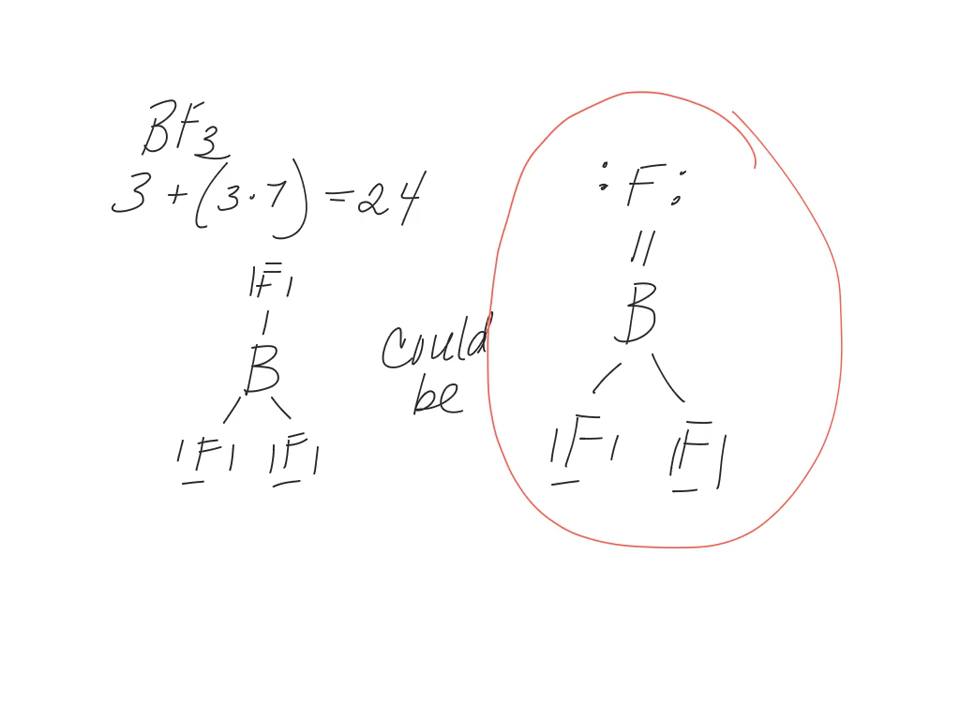 BF3
3 + (3·7) = 24
|F|
B
|F| |F|
could
be
:F:
||
B
|F| |F|